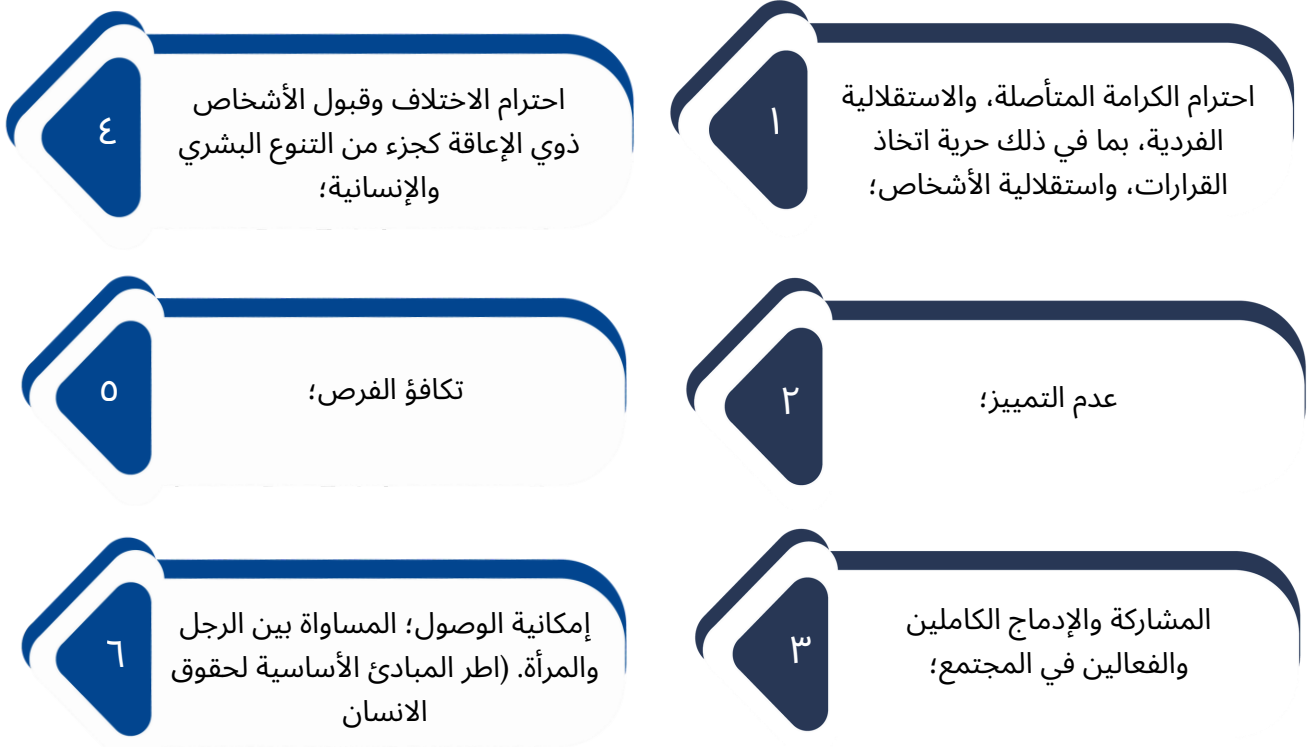 ١
احترام الكرامة المتأصلة، والاستقلالية
الفردية، بما في ذلك حرية اتخاذ
القرارات، واستقلالية الأشخاص؛
٢
عدم التمييز؛
٣
المشاركة والإدماج الكاملين
والفعالين في المجتمع؛
٤
احترام الاختلاف وقبول الأشخاص
ذوي الإعاقة كجزء من التنوع البشري
والإنسانية؛
٥
تكافؤ الفرص؛
٦
إمكانية الوصول؛ المساواة بين الرجل
والمرأة. (اطر المبادئ الأساسية لحقوق
الانسان